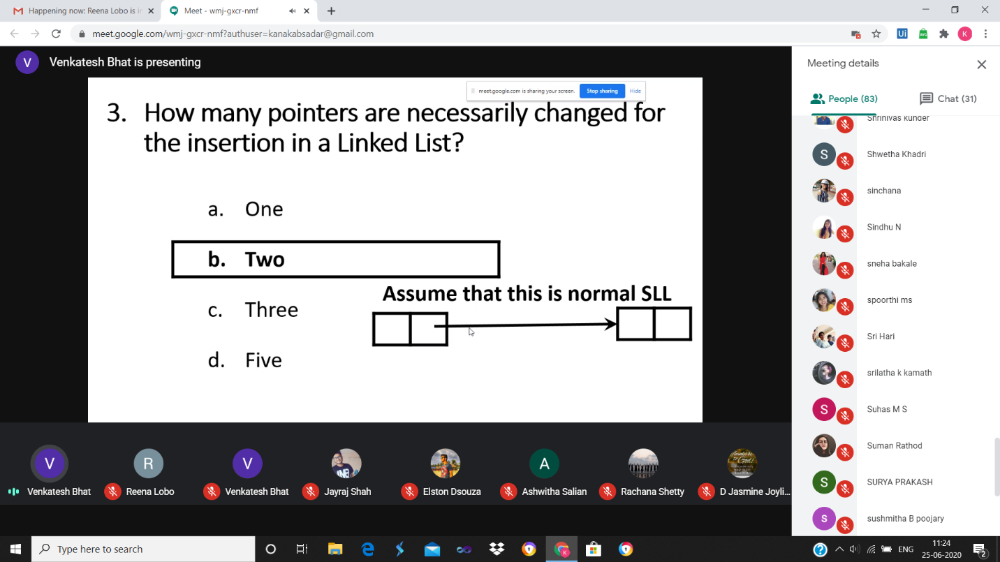 Happening now: Reena Lobo is in
Meet - wmj-gxcr-nmf
meet.google.com/wmj-gxcr-nmf?authuser=kanakabsadar@gmail.com
Ui
AVG
K
V
Venkatesh Bhat is presenting
meet.google.com is sharing your screen.
Stop sharing
Hide
3. How many pointers are necessarily changed for
the insertion in a Linked List?
a. One
b. Two
Assume that this is normal SLL
c. Three
d. Five
Meeting details
People (83)
Chat (31)
Shrinivas kunder
S
Shwetha Khadri
sinchana
Sindhu N
sneha bakale
spoorthi ms
Sri Hari
srilatha k kamath
S
Suhas M S
Suman Rathod
S
SURYA PRAKASH
s
sushmitha B poojary
V
Venkatesh Bhat
R
Reena Lobo
V
Venkatesh Bhat
Jayraj Shah
Elston Dsouza
A
Ashwitha Salian
Rachana Shetty
D Jasmine Joyli...
Type here to search
K
ENG
11:24
25-06-2020
2